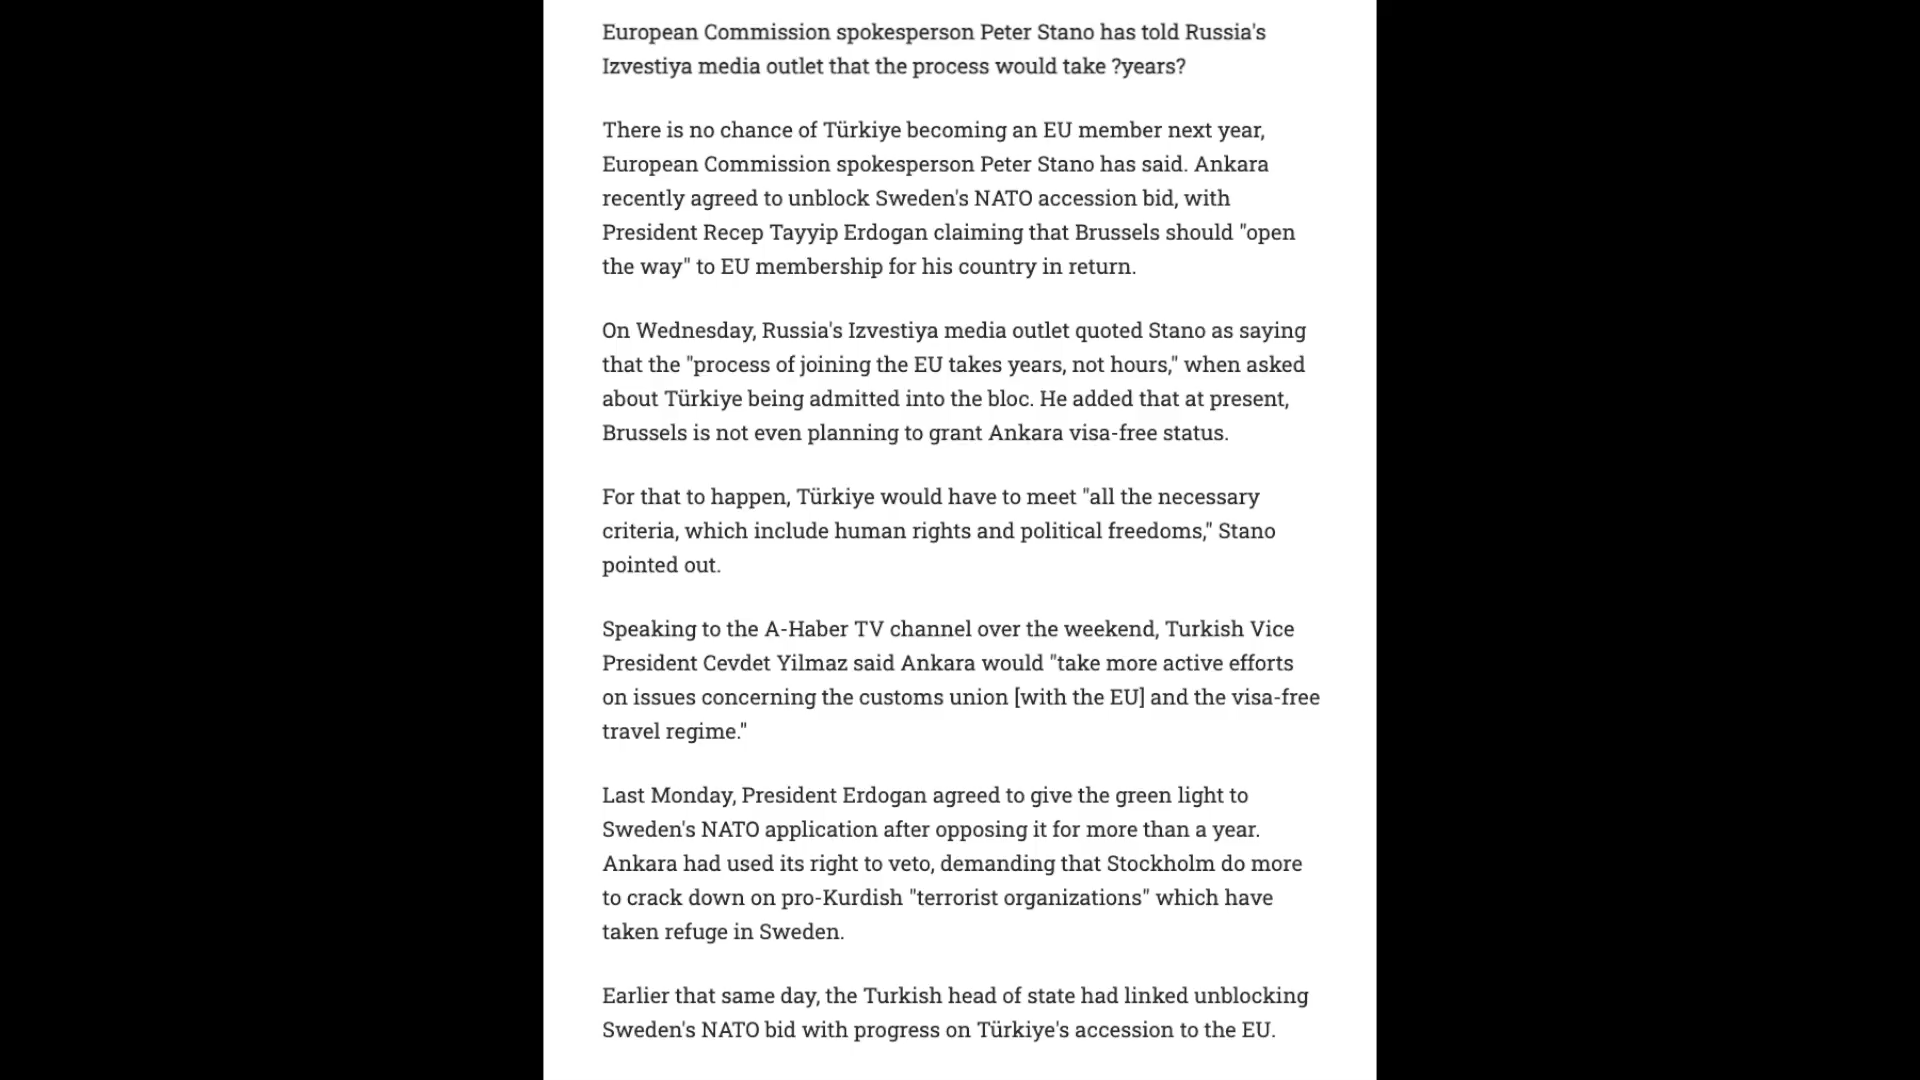 European Commission spokesperson Peter Stano has told Russia's
Izvestiya media outlet that the process would take ?years?
There is no chance of Türkiye becoming an EU member next year,
European Commission spokesperson Peter Stano has said. Ankara
recently agreed to unblock Sweden's NATO accession bid, with
President Recep Tayyip Erdogan claiming that Brussels should "open
the way" to EU membership for his country in return.
On Wednesday, Russia's Izvestiya media outlet quoted Stano as saying
that the "process of joining the EU takes years, not hours," when asked
about Türkiye being admitted into the bloc. He added that at present,
Brussels is not even planning to grant Ankara visa-free status.
For that to happen, Türkiye would have to meet "all the necessary
criteria, which include human rights and political freedoms," Stano
pointed out.
Speaking to the A-Haber TV channel over the weekend, Turkish Vice
President Cevdet Yilmaz said Ankara would "take more active efforts
on issues concerning the customs union [with the EU] and the visa-free
travel regime."
Last Monday, President Erdogan agreed to give the green light to
Sweden's NATO application after opposing it for more than a year.
Ankara had used its right to veto, demanding that Stockholm do more
to crack down on pro-Kurdish "terrorist organizations" which have
taken refuge in Sweden.
Earlier that same day, the Turkish head of state had linked unblocking
Sweden's NATO bid with progress on Türkiye's accession to the EU.